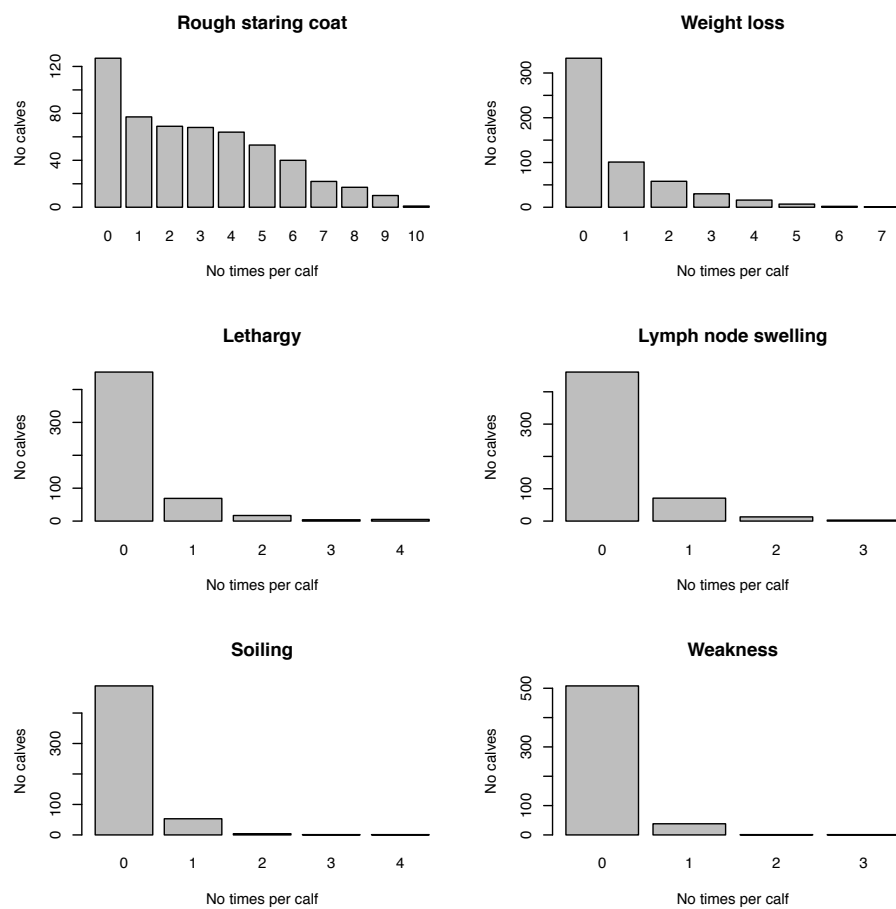 Rough staring coat
No calves
0 40 80 120
0 1 2 3 4 5 6 7 8 9 10
No times per calf
Weight loss
No calves
0 100 200 300
0 1 2 3 4 5 6 7
No times per calf
Lethargy
No calves
0 100 300
0 1 2 3 4
No times per calf
Lymph node swelling
No calves
0 100 300
0 1 2 3
No times per calf
Soiling
No calves
0 100 300
0 1 2 3 4
No times per calf
Weakness
No calves
0 100 300 500
0 1 2 3
No times per calf